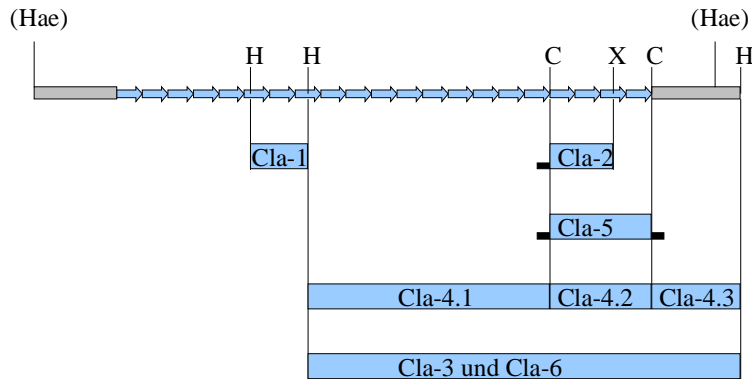 (Hae) (Hae)
H H C X C H
Cla-1 Cla-2
Cla-5
Cla-4.1 Cla-4.2 Cla-4.3
Cla-3 und Cla-6